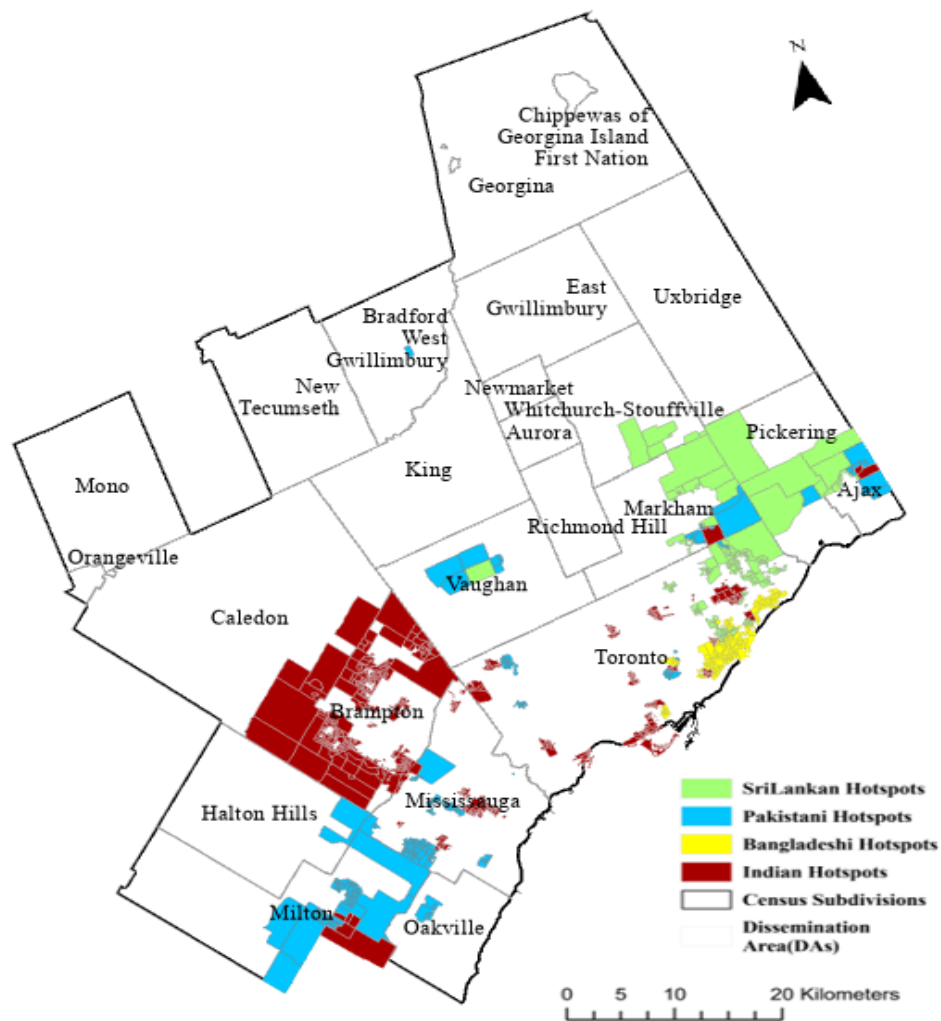 N
Chippewas of
Georgina Island
First Nation
Georgina
East
Gwillimbury
Uxbridge
Bradford
West
Gwillimbury
New
Tecumseth
Newmarket
Whitchurch-Stouffville
Aurora
Pickering
King
Mono
Ajax
Markham
Richmond Hill
Orangeville
Vaughan
Caledon
Toronto
Brampton
Mississauga
Halton Hills
Milton
Oakville
SriLankan Hotspots
Pakistani Hotspots
Bangladeshi Hotspots
Indian Hotspots
Census Subdivisions
Dissemination
Area(DAs)
0 5 10 20 Kilometers